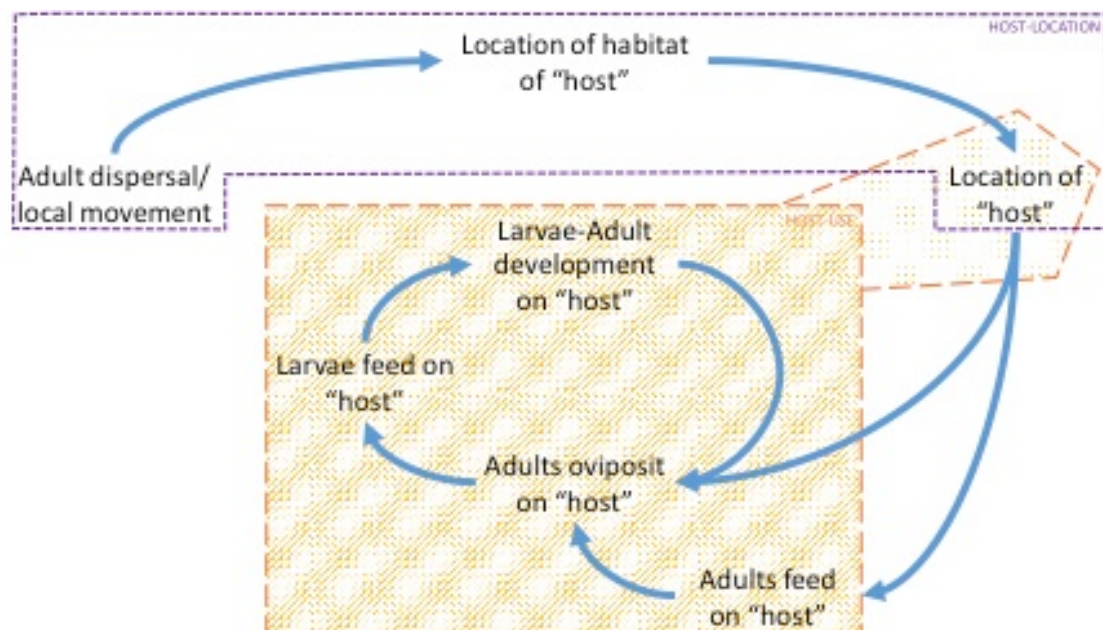 HOST-LOCATION
Location of habitat
of “host”
Adult dispersal/
local movement
Location of
“host”
HOST-USE
Larvae-Adult
development
on “host”
Larvae feed on
“host”
Adults oviposit
on “host”
Adults feed
on “host”